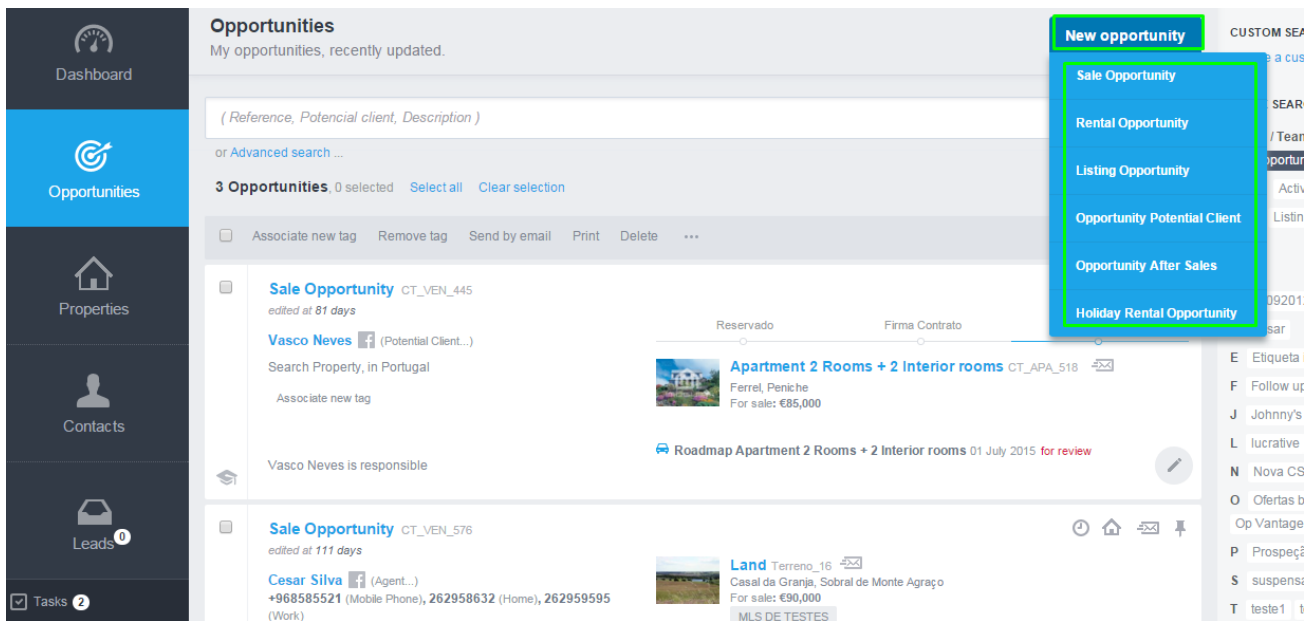 Dashboard
Opportunities
Properties
Contacts
Leads 0
Tasks 2
Opportunities
My opportunities, recently updated.
New opportunity
Sale Opportunity
Rental Opportunity
Listing Opportunity
Opportunity Potential Client
Opportunity After Sales
Holiday Rental Opportunity
( Reference, Potencial client, Description )
or Advanced search ...
3 Opportunities, 0 selected Select all Clear selection
Associate new tag Remove tag Send by email Print Delete ...
Sale Opportunity CT_VEN_445
edited at 81 days
Vasco Neves (Potential Client...)
Search Property, in Portugal
Associate new tag
Vasco Neves is responsible
Reservado Firma Contrato
Apartment 2 Rooms + 2 Interior rooms CT_APA_518
Ferrel, Peniche
For sale: €85,000
Roadmap Apartment 2 Rooms + 2 Interior rooms 01 July 2015 for review
Sale Opportunity CT_VEN_576
edited at 111 days
Cesar Silva (Agent...)
+968585521 (Mobile Phone), 262958632 (Home), 262959595
(Work)
Land Terreno_16
Casal da Granja, Sobral de Monte Agraço
For sale: €90,000
MLS DE TESTES
CUSTOM
a
/
E Etiqueta
F Follow
J Johnny's
L lucrative
N Nova
O Ofertas
Op Vantage
P
S
T teste1